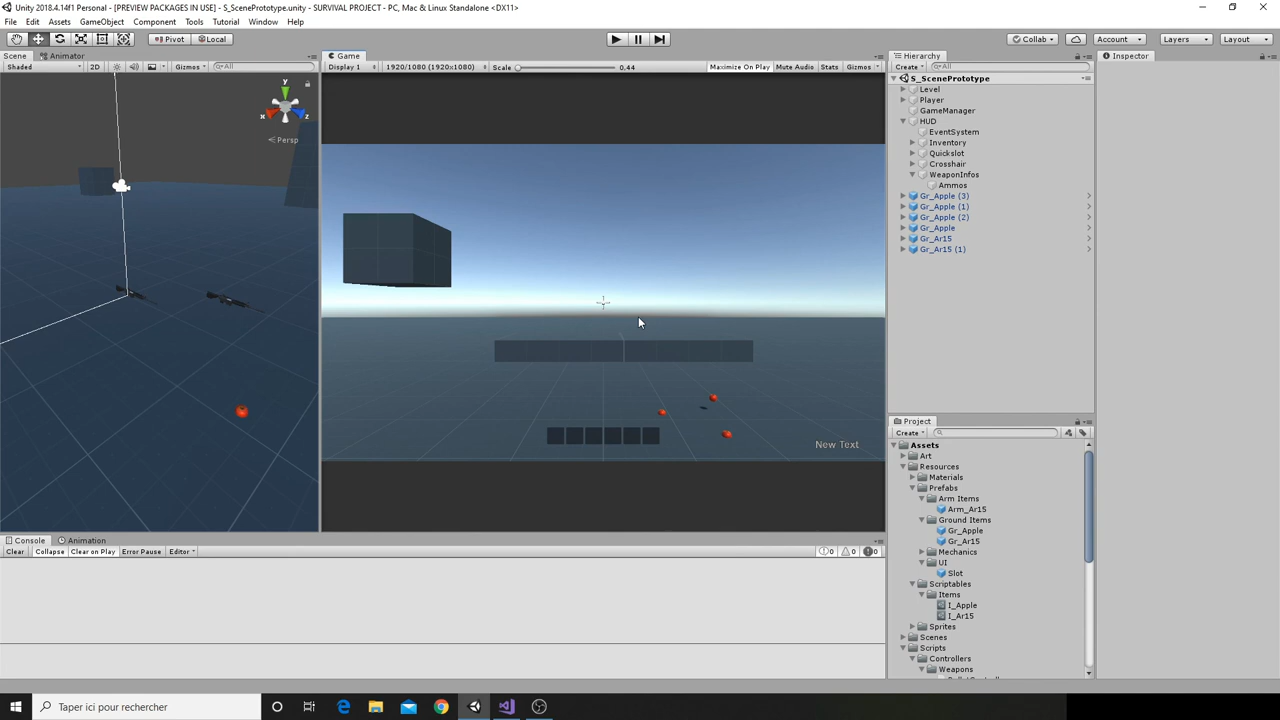 Unity 2018.4.14f1 Personal - [PREVIEW PACKAGES IN USE] - S_ScenePrototype.unity - SURVIVAL PROJECT - PC, Mac & Linux Standalone <DX11>
File Edit Assets GameObject Component Tools Tutorial Window Help
Pivot Local Collab Account Layers Layout
Scene Animator Game Hierarchy Inspector
Shaded 2D Gizmos All Display 1 1920/1080 (1920x1080) Scale 0.44 Maximize On Play Mute Audio Stats Gizmos Create All
S_ScenePrototype
Level
Player
GameManager
HUD
EventSystem
Inventory
Quickslot
Crosshair
WeaponInfos
Ammos
Gr_Apple (3)
Gr_Apple (1)
Gr_Apple (2)
Gr_Apple
Gr_Ar15
Gr_Ar15 (1)
y
x z
Persp
New Text
Project
Create
Assets
Art
Resources
Materials
Prefabs
Arm Items
Arm_Ar15
Ground Items
Gr_Apple
Gr_Ar15
Mechanics
UI
Slot
Scriptables
Items
I_Apple
I_Ar15
Sprites
Scenes
Scripts
Controllers
Weapons
Console Animation
Clear Collapse Clear on Play Error Pause Editor 0 0 0
Taper ici pour rechercher